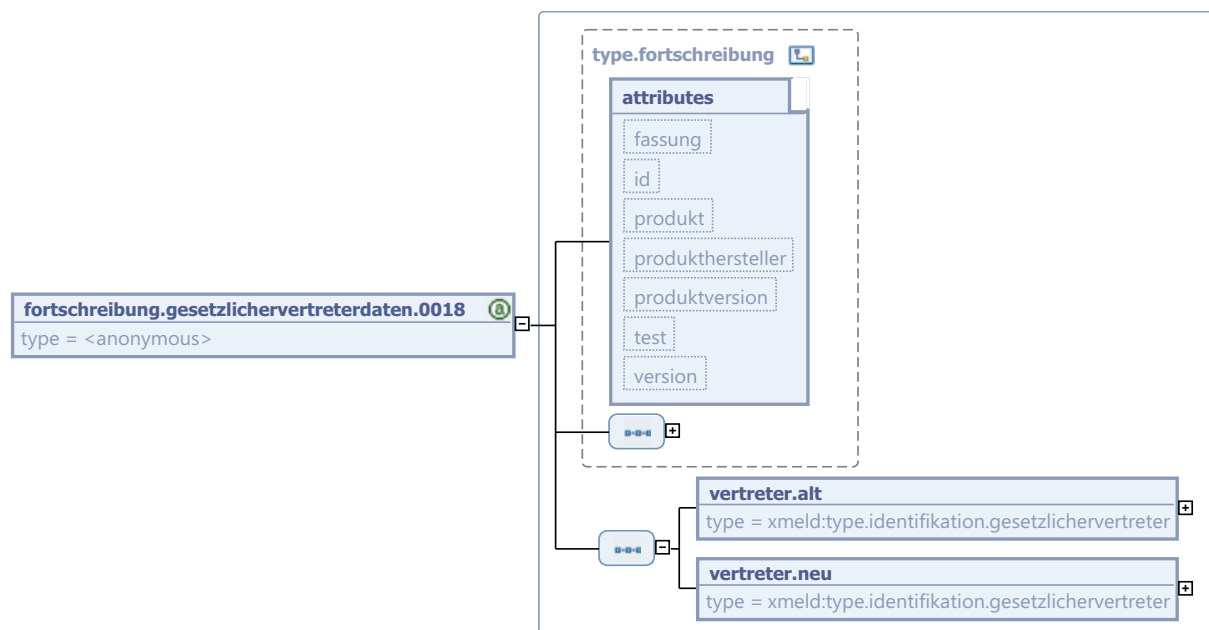 type.fortschreibung
attributes
fassung
id
produkt
produkthersteller
produktversion
test
version
fortschreibung.gesetzlichervertreterdaten.0018 @
type = <anonymous>
vertreter.alt
type = xmeld:type.identifikation.gesetzlichervertreter
vertreter.neu
type = xmeld:type.identifikation.gesetzlichervertreter